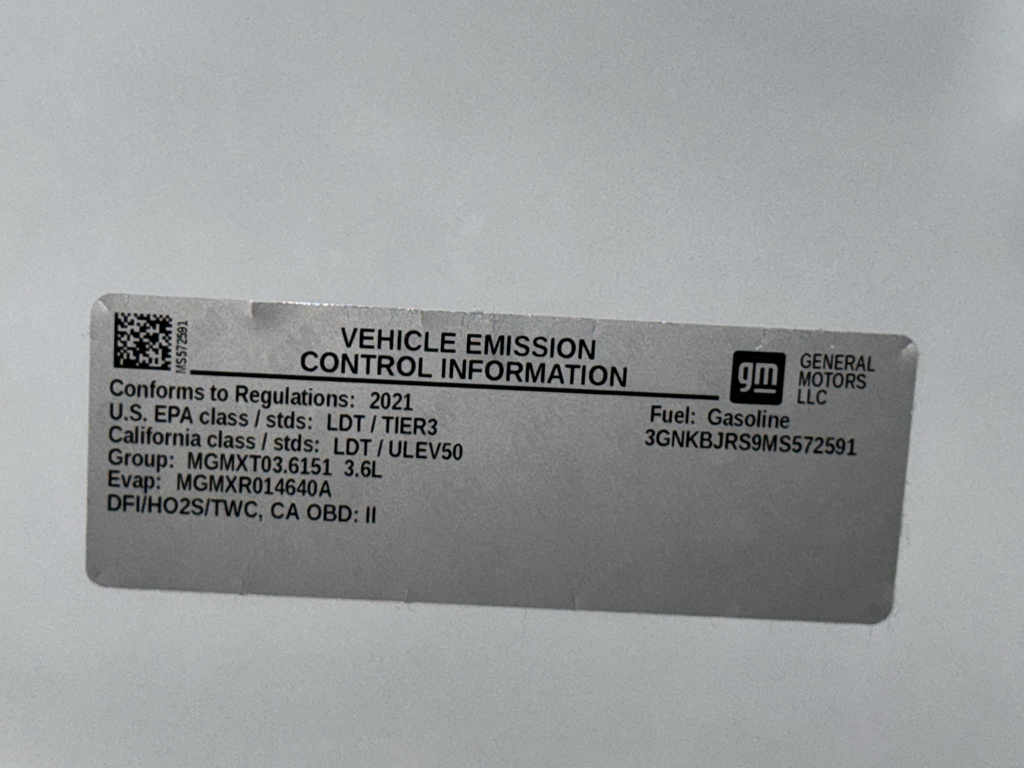 MS572591
VEHICLE EMISSION
CONTROL INFORMATION
gm
GENERAL
MOTORS
LLC
Conforms to Regulations: 2021
U.S. EPA class / stds: LDT / TIER3
California class / stds: LDT / ULEV50
Group: MGMXT03.6151 3.6L
Evap: MGMXR014640A
DFI/HO2S/TWC, CA OBD: II
Fuel: Gasoline
3GNKBJRS9MS572591